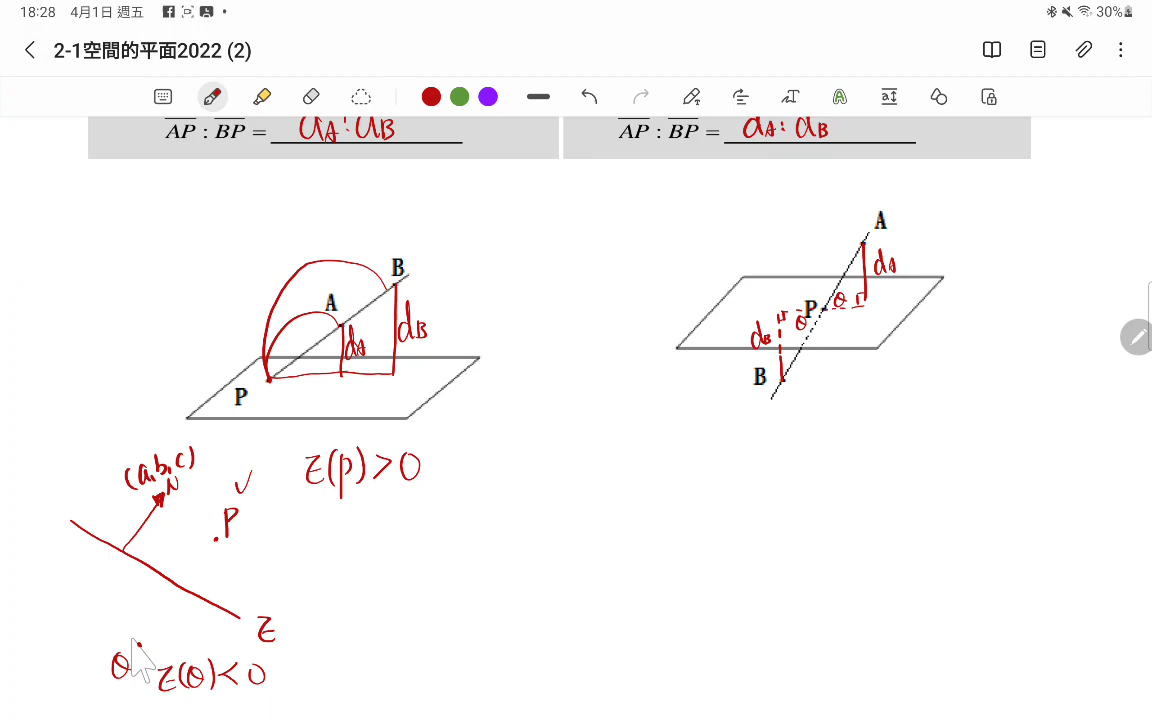 18:28 4月1日 週五 30%
2-1空間的平面2022 (2)
AP : BP = dA : dB
AP : BP = dA : dB
A
B
dA
dB
P
A
dA
P
θ
θ
dB
B
(a,b,c)
N
E(P)>0
P
E
Q
E(Q)<0